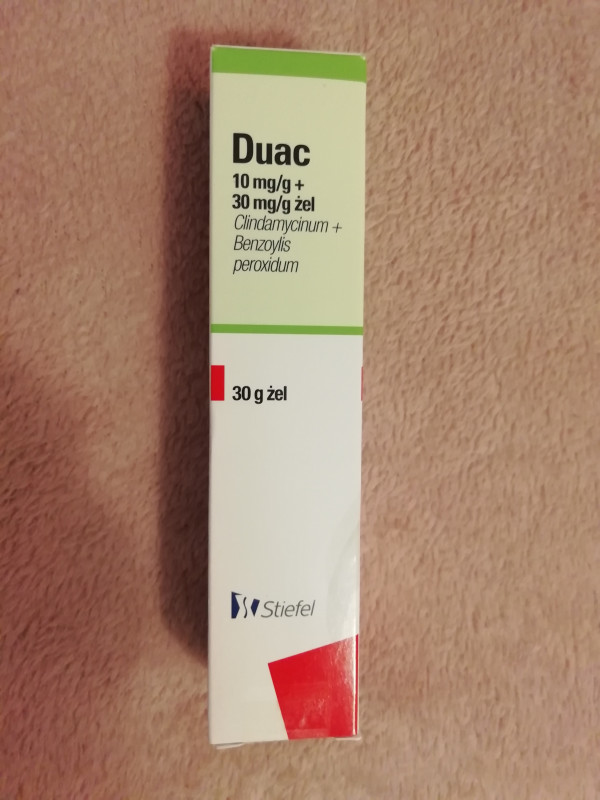 Duac
10 mg/g +
30 mg/g żel
Clindamycinum +
Benzoylis
peroxidum
30 g żel
Stiefel